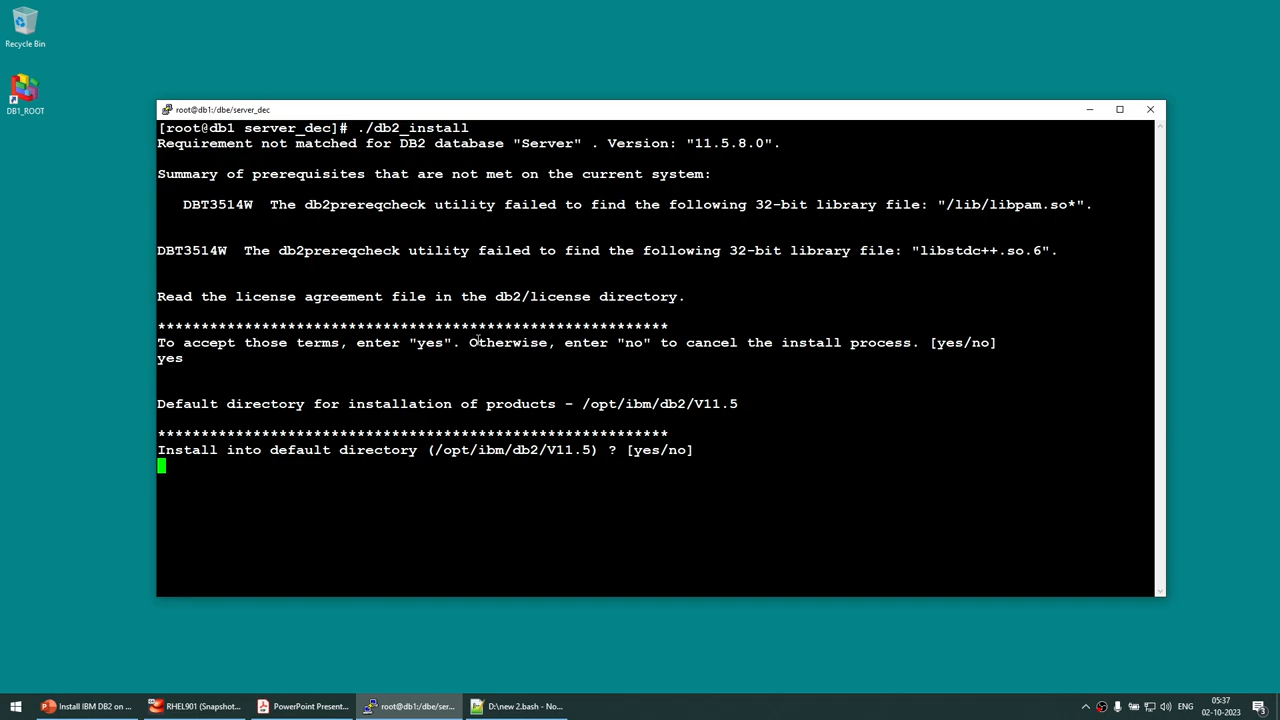 Recycle Bin
DB1_ROOT
root@db1:/dbe/server_dec
[root@db1 server_dec]# ./db2_install
Requirement not matched for DB2 database "Server" . Version: "11.5.8.0".
Summary of prerequisites that are not met on the current system:
DBT3514W  The db2prereqcheck utility failed to find the following 32-bit library file: "/lib/libpam.so*".
DBT3514W  The db2prereqcheck utility failed to find the following 32-bit library file: "libstdc++.so.6".
Read the license agreement file in the db2/license directory.
***********************************************************
To accept those terms, enter "yes". Otherwise, enter "no" to cancel the install process. [yes/no]
yes
Default directory for installation of products - /opt/ibm/db2/V11.5
***********************************************************
Install into default directory (/opt/ibm/db2/V11.5) ? [yes/no]
Install IBM DB2 on ...
RHEL901 (Snapshot...
PowerPoint Present...
root@db1:/dbe/ser...
D:\new 2.bash - No...
ENG
05:37
02-10-2023
3